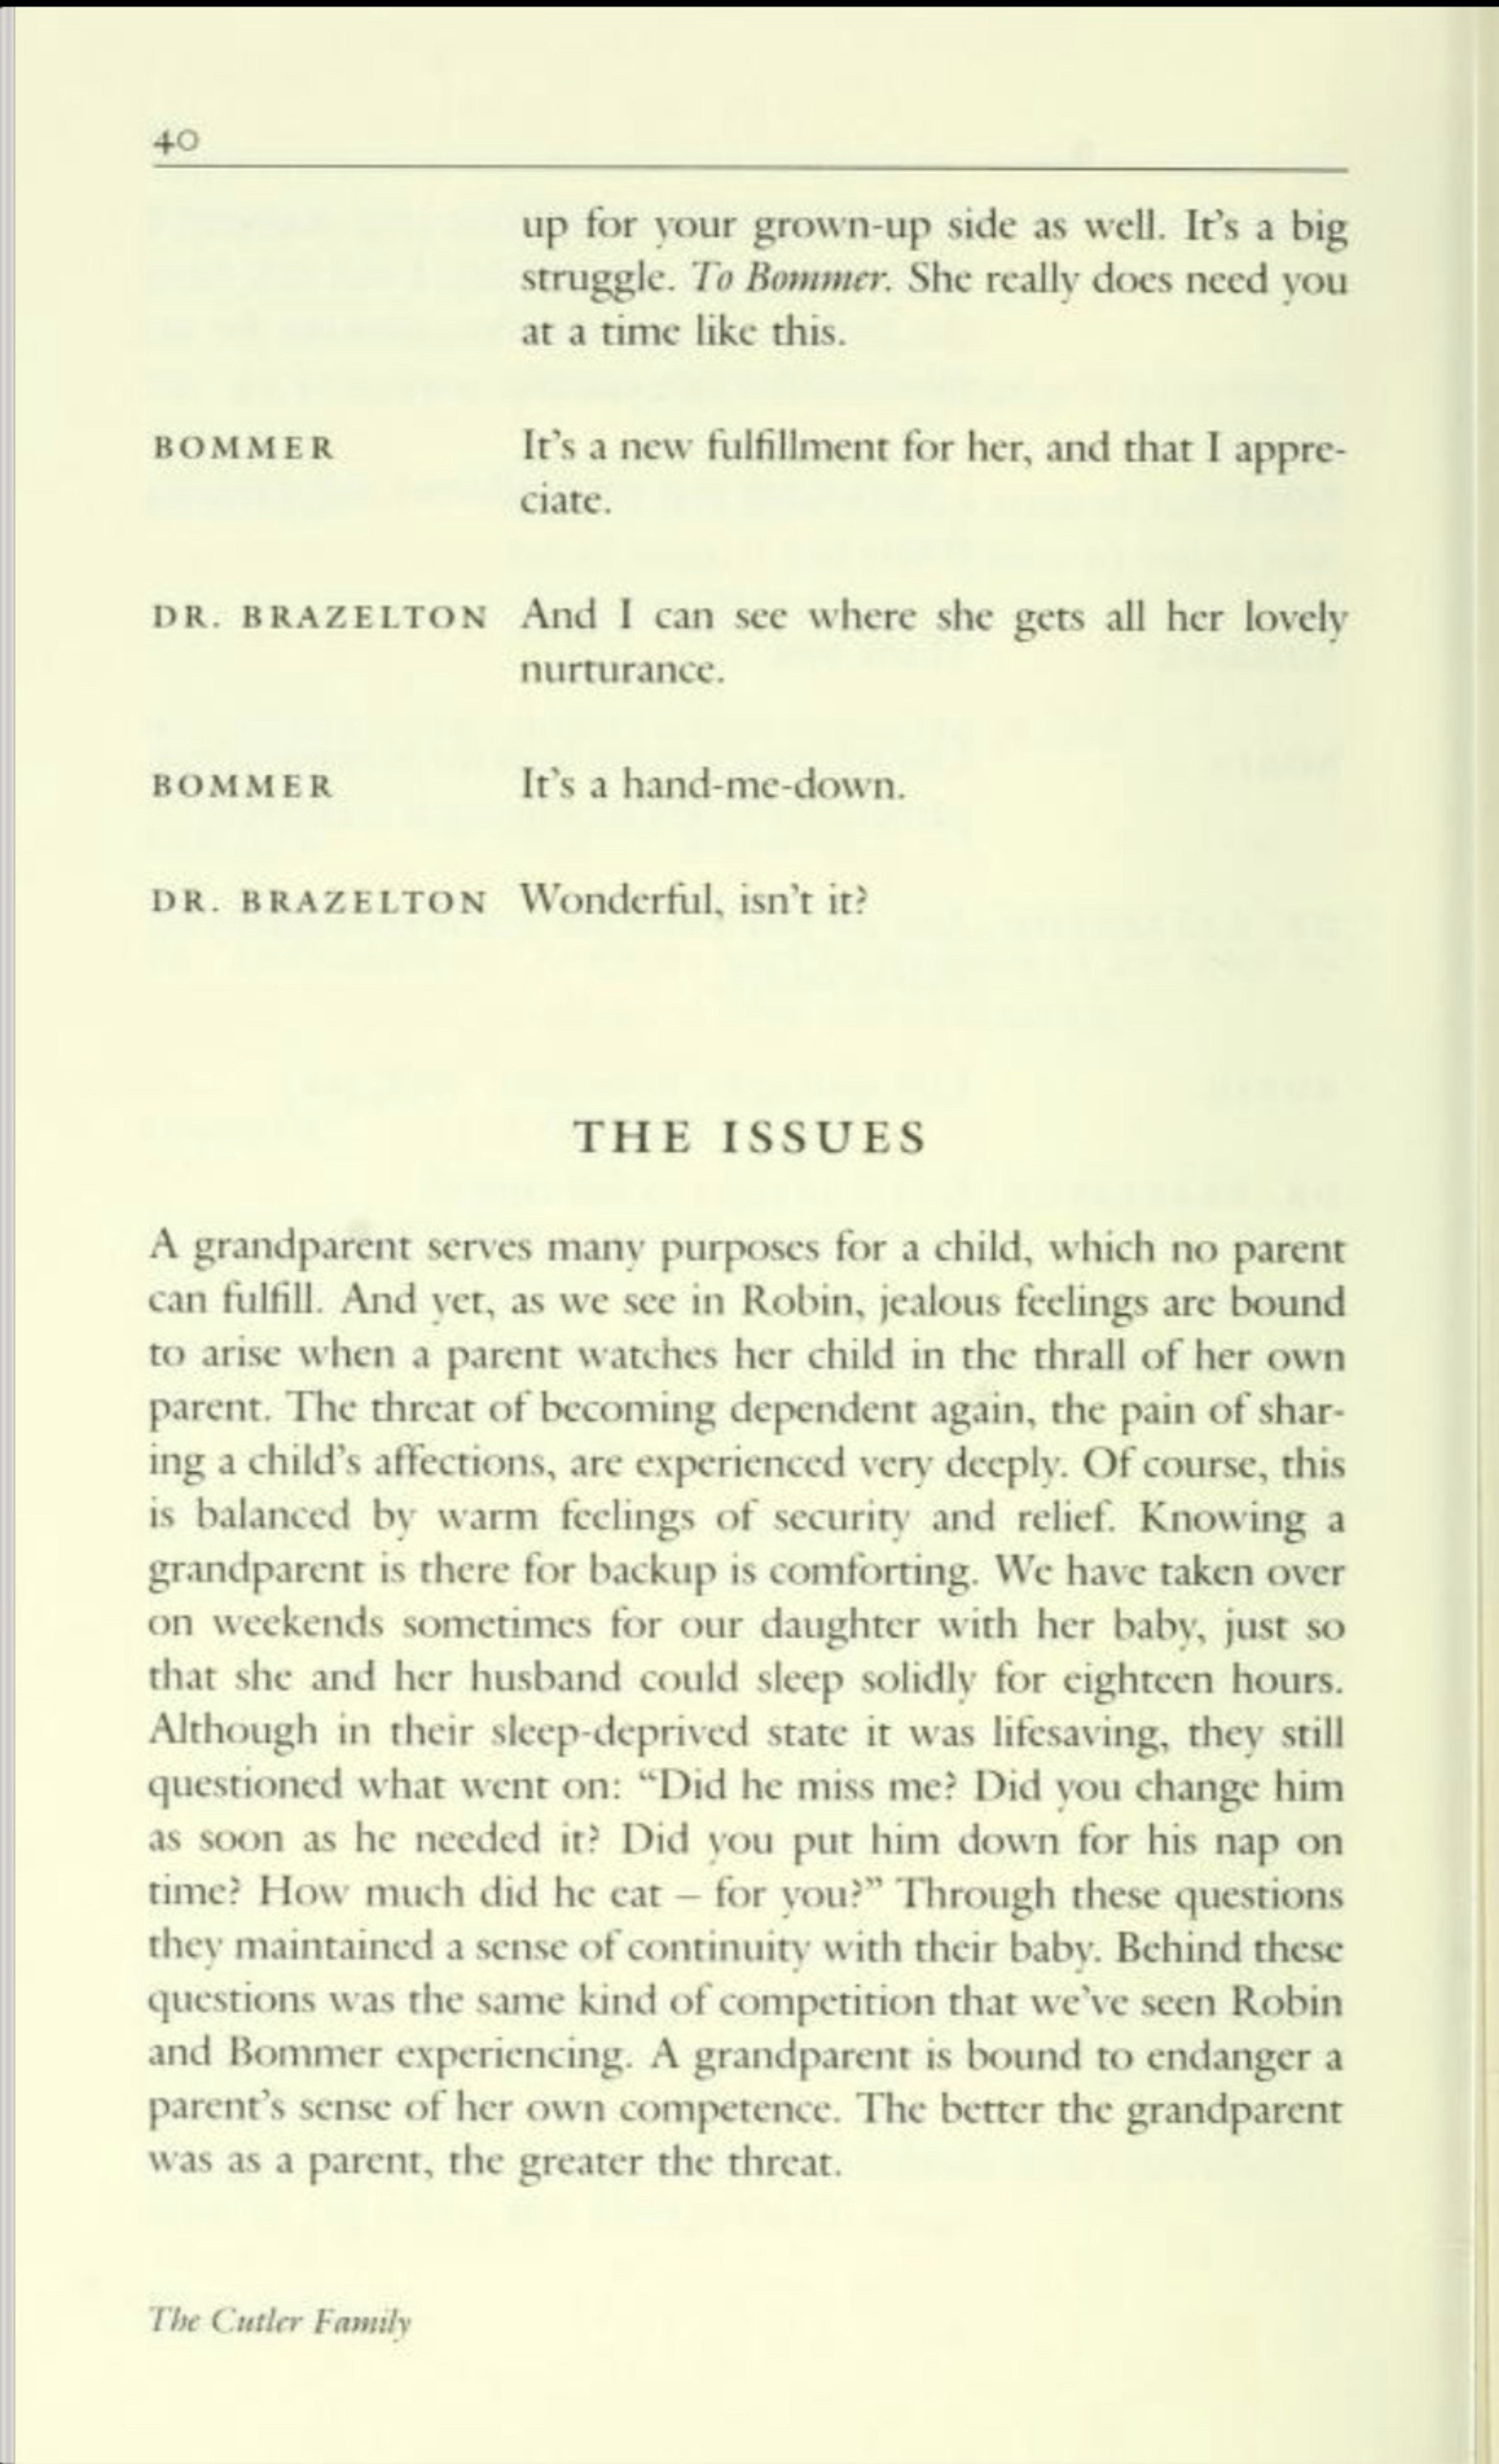 40
up for your grown-up side as well. It's a big
struggle. To Bommer. She really does need you
at a time like this.
BOMMER It's a new fulfillment for her, and that I appre-
ciate.
DR. BRAZELTON And I can see where she gets all her lovely
nurturance.
BOMMER It's a hand-me-down.
DR. BRAZELTON Wonderful, isn't it?
THE ISSUES
A grandparent serves many purposes for a child, which no parent
can fulfill. And yet, as we see in Robin, jealous feelings are bound
to arise when a parent watches her child in the thrall of her own
parent. The threat of becoming dependent again, the pain of shar-
ing a child's affections, are experienced very deeply. Of course, this
is balanced by warm feelings of security and relief. Knowing a
grandparent is there for backup is comforting. We have taken over
on weekends sometimes for our daughter with her baby, just so
that she and her husband could sleep solidly for eighteen hours.
Although in their sleep-deprived state it was lifesaving, they still
questioned what went on: “Did he miss me? Did you change him
as soon as he needed it? Did you put him down for his nap on
time? How much did he eat – for you?” Through these questions
they maintained a sense of continuity with their baby. Behind these
questions was the same kind of competition that we've seen Robin
and Bommer experiencing. A grandparent is bound to endanger a
parent's sense of her own competence. The better the grandparent
was as a parent, the greater the threat.
The Cutler Family